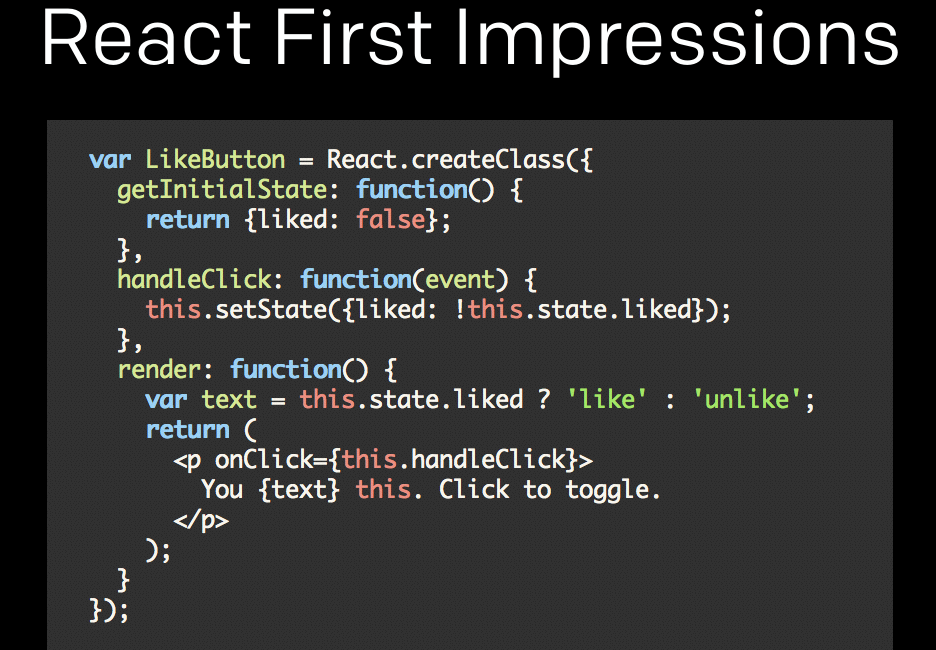 React First Impressions
var LikeButton = React.createClass({
  getInitialState: function() {
    return {liked: false};
  },
  handleClick: function(event) {
    this.setState({liked: !this.state.liked});
  },
  render: function() {
    var text = this.state.liked ? 'like' : 'unlike';
    return (
      <p onClick={this.handleClick}>
        You {text} this. Click to toggle.
      </p>
    );
  }
});